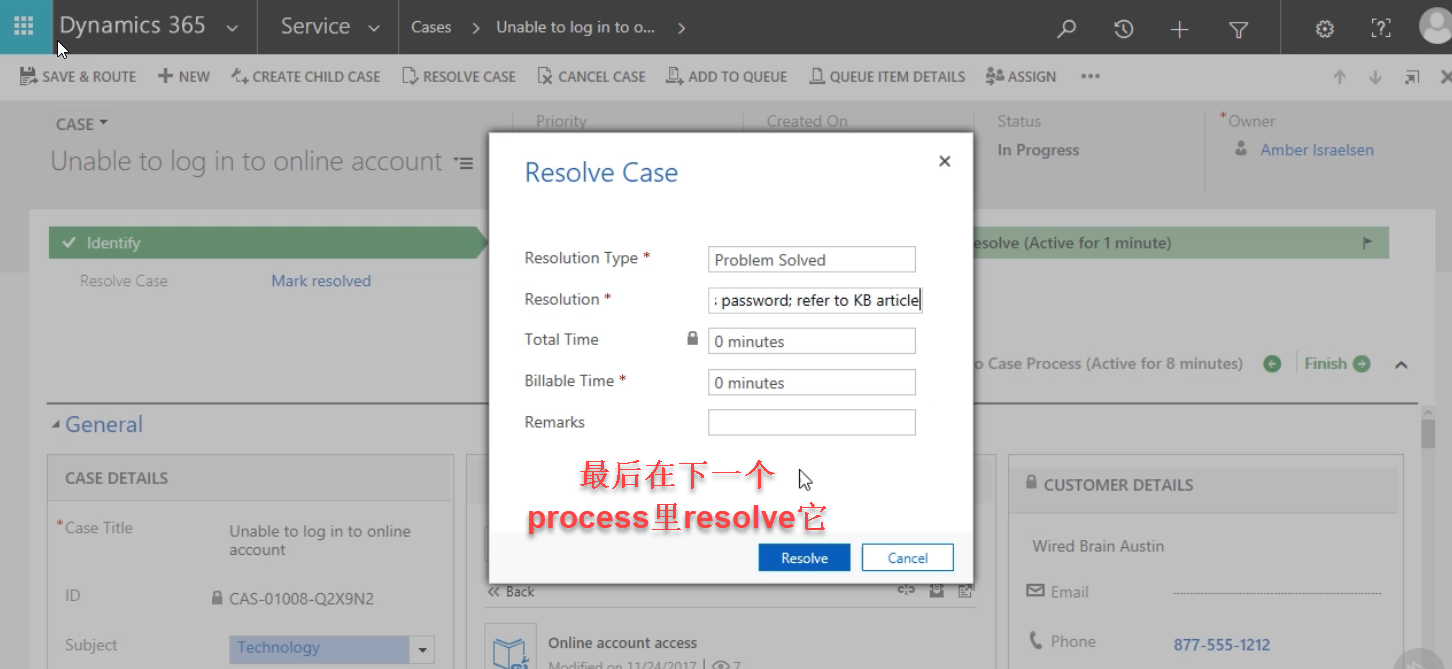 Dynamics 365
Service
Cases > Unable to log in to o... >
SAVE & ROUTE
NEW
CREATE CHILD CASE
RESOLVE CASE
CANCEL CASE
ADD TO QUEUE
QUEUE ITEM DETAILS
ASSIGN
CASE
Unable to log in to online account
Priority
Created On
Status
In Progress
*Owner
Amber Israelsen
Identify
esolve (Active for 1 minute)
Resolve Case
Mark resolved
o Case Process (Active for 8 minutes)
Finish
Resolve Case
Resolution Type *
Problem Solved
Resolution *
password; refer to KB article
Total Time
0 minutes
Billable Time *
0 minutes
Remarks
最后在下一个
process里resolve它
Resolve
Cancel
General
CASE DETAILS
*Case Title
Unable to log in to online
account
ID
CAS-01008-Q2X9N2
Subject
Technology
Back
Online account access
Modified on 11/24/2017 | 7
CUSTOMER DETAILS
Wired Brain Austin
Email
Phone
877-555-1212